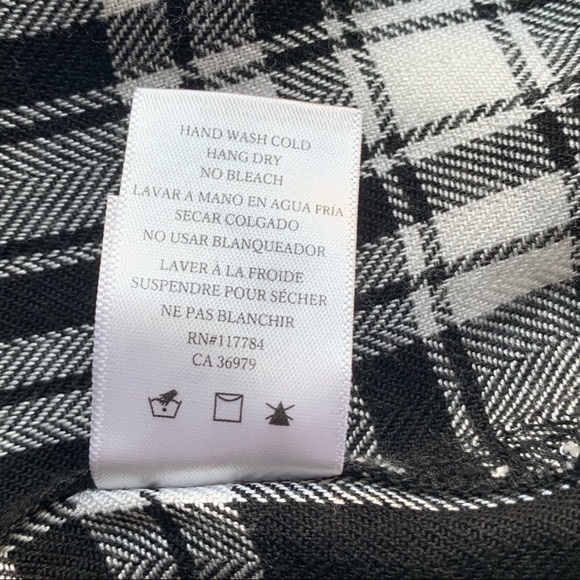 HAND WASH COLD
HANG DRY
NO BLEACH
LAVAR A MANO EN AGUA FRÍA
SECAR COLGADO
NO USAR BLANQUEADOR
LAVER À LA FROIDE
SUSPENDRE POUR SÉCHER
NE PAS BLANCHIR
RN#117784
CA 36979